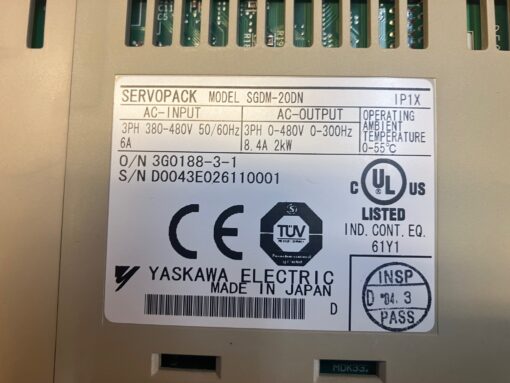 SERVOPACK MODEL SGDM-20DN IP1X
AC-INPUT AC-OUTPUT OPERATING AMBIENT TEMPERATURE 0-55℃
3PH 380-480V 50/60Hz 3PH 0-480V 0-300Hz
6A 8.4A 2kW
O/N 3G0188-3-1
S/N D0043E026110001
C UL US
LISTED
IND. CONT. EQ.
61Y1
CE
TÜV
YASKAWA ELECTRIC
MADE IN JAPAN
D
INSP
D '04. 3
PASS